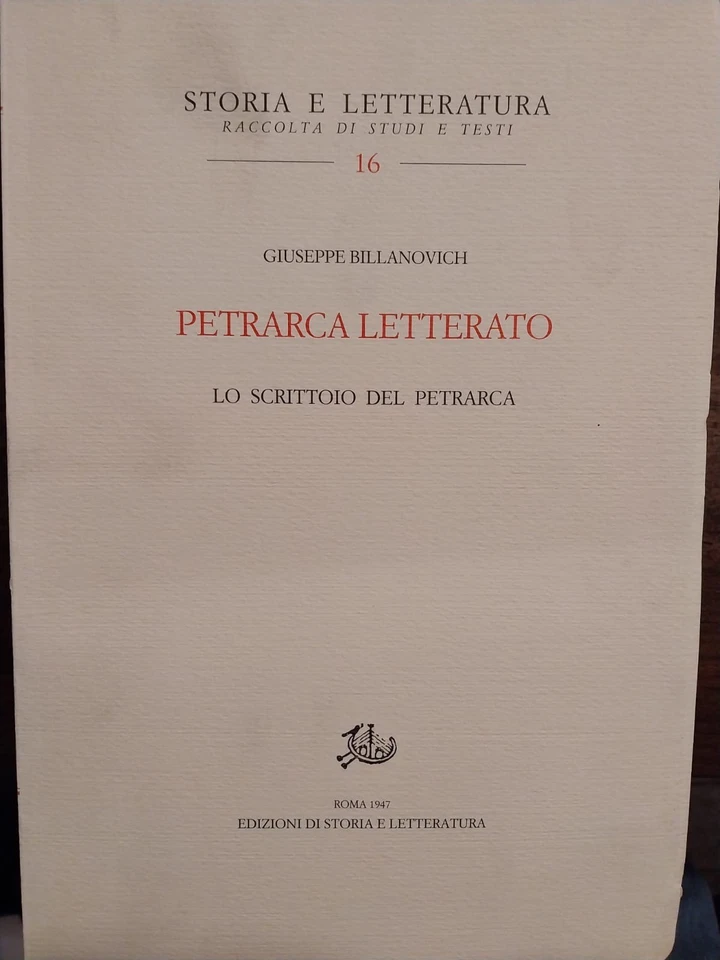 STORIA E LETTERATURA
RACCOLTA DI STUDI E TESTI
16
GIUSEPPE BILLANOVICH
PETRARCA LETTERATO
LO SCRITTOIO DEL PETRARCA
ROMA 1947
EDIZIONI DI STORIA E LETTERATURA